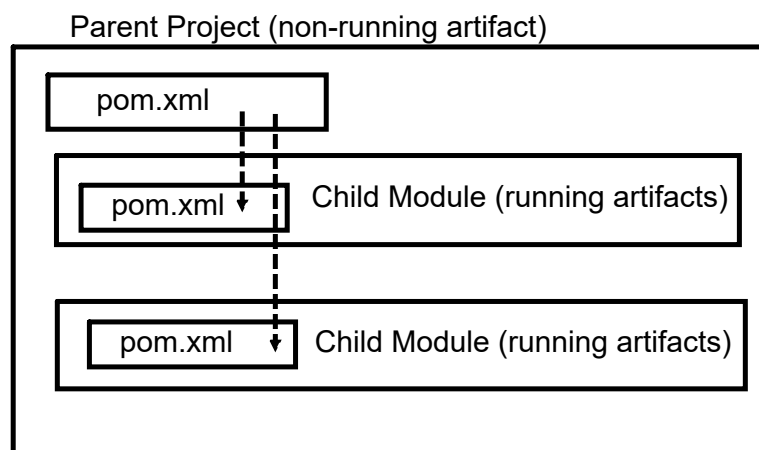 Parent Project (non-running artifact)
pom.xml
pom.xml
Child Module (running artifacts)
pom.xml
Child Module (running artifacts)